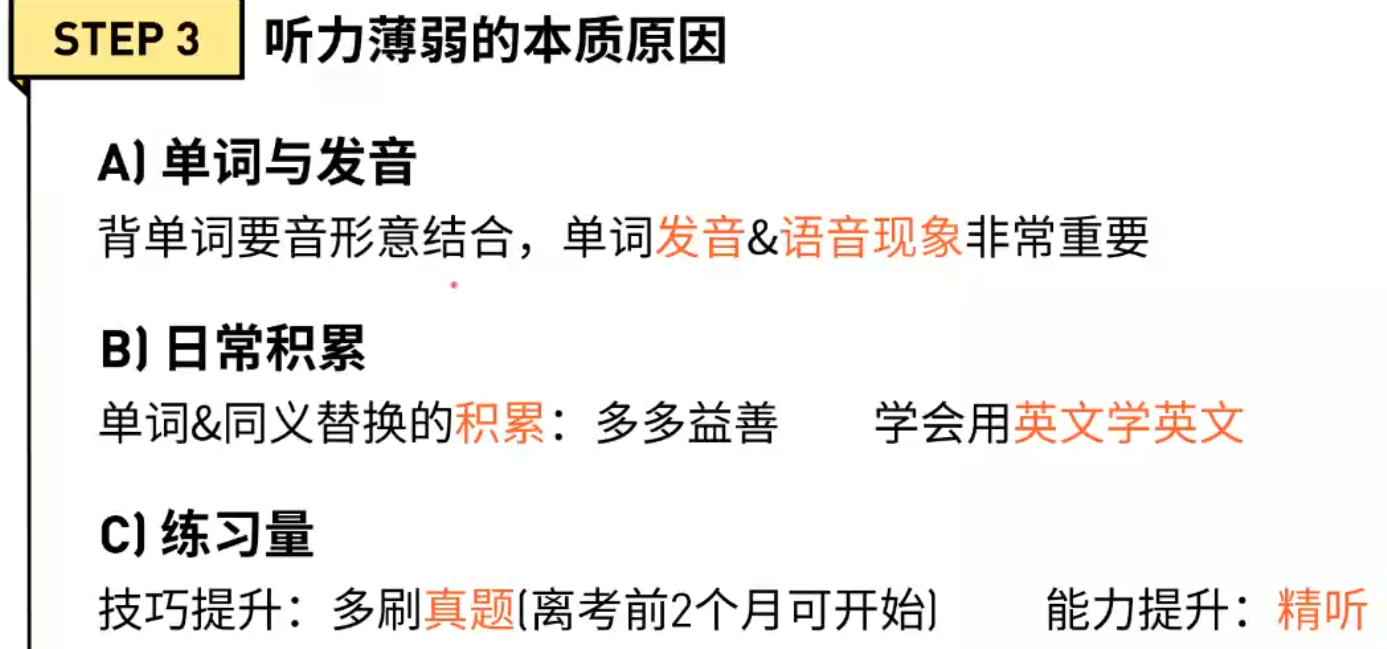 STEP 3 听力薄弱的本质原因
A) 单词与发音
背单词要音形意结合，单词发音&语音现象非常重要
B) 日常积累
单词&同义替换的积累：多多益善 学会用英文学英文
C) 练习量
技巧提升：多刷真题(离考前2个月可开始) 能力提升：精听